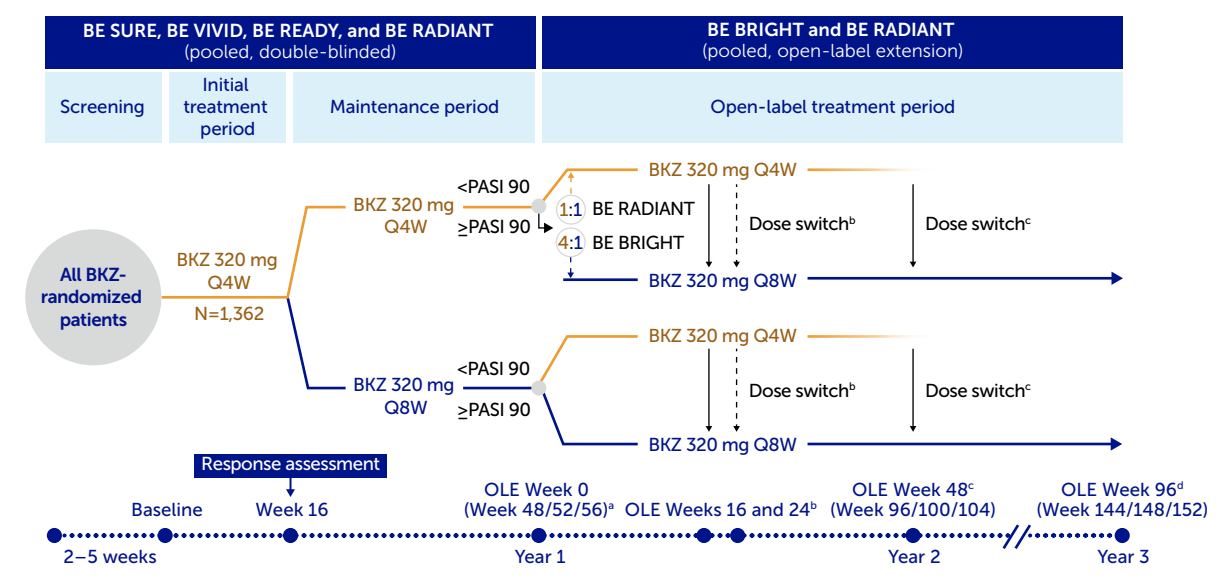 BE SURE, BE VIVID, BE READY, and BE RADIANT
(pooled, double-blinded)
BE BRIGHT and BE RADIANT
(pooled, open-label extension)
Screening
Initial
treatment
period
Maintenance period
Open-label treatment period
All BKZ-
randomized
patients
BKZ 320 mg
Q4W
N=1,362
BKZ 320 mg
Q4W
<PASI 90
≥PASI 90
1:1 BE RADIANT
4:1 BE BRIGHT
BKZ 320 mg Q4W
Dose switchᵇ
Dose switchᶜ
BKZ 320 mg Q8W
BKZ 320 mg
Q8W
<PASI 90
≥PASI 90
BKZ 320 mg Q4W
Dose switchᵇ
Dose switchᶜ
BKZ 320 mg Q8W
Response assessment
Baseline
Week 16
OLE Week 0
(Week 48/52/56)ᵃ
OLE Weeks 16 and 24ᵇ
OLE Week 48ᶜ
(Week 96/100/104)
OLE Week 96ᵈ
(Week 144/148/152)
2–5 weeks
Year 1
Year 2
Year 3